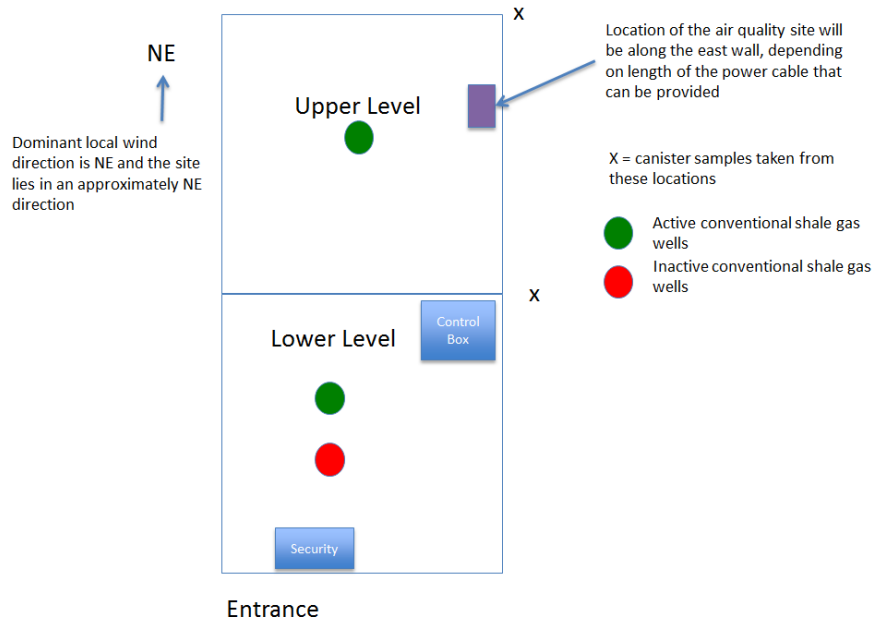 X
Location of the air quality site will
be along the east wall, depending
on length of the power cable that
can be provided
NE
Upper Level
Dominant local wind
direction is NE and the site
lies in an approximately NE
direction
X = canister samples taken from
these locations
Active conventional shale gas
wells
Inactive conventional shale gas
wells
X
Control
Box
Lower Level
Security
Entrance